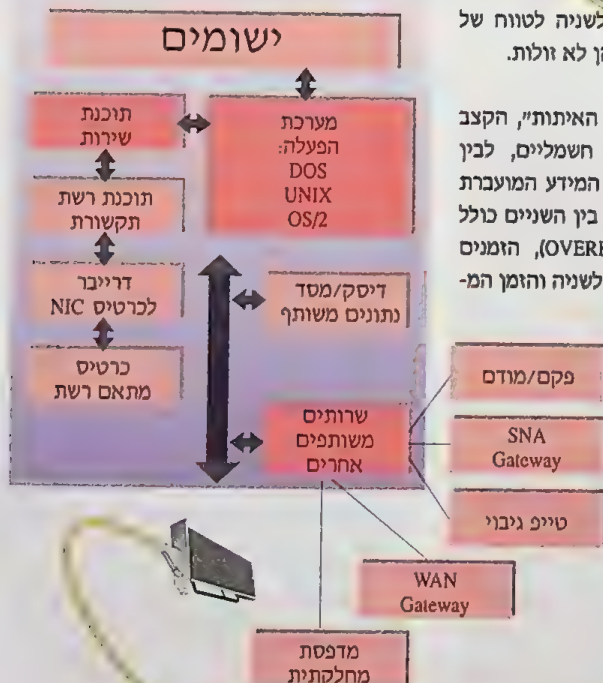 לשניה לטווח של
הן לא זולות.
האיתות", הקצב
חשמליים, לבין
המידע המועברת
בין השניים כולל
הזמנים
לשניה והזמן המ-
ישומים
תוכנת
שירות
מערכת
הפעלה:
DOS
UNIX
OS/2
תוכנת רשת
תקשורת
דרייבר
לכרטיס NIC
דיסק/מסד
נתונים משותף
כרטיס
מתאם רשת
שרותים
משותפים
אחרים
פקס/מודם
SNA
Gateway
טייפ גיבוי
WAN
Gateway
מדפסת
מחלקתית